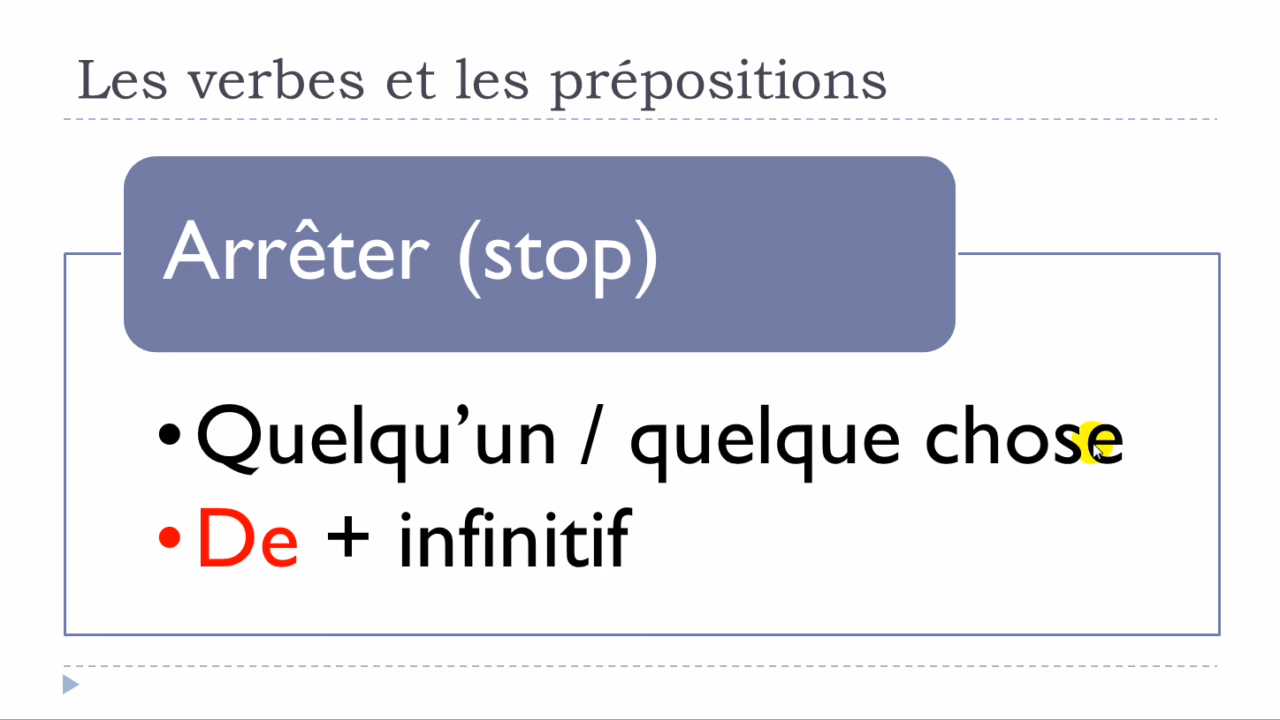 Les verbes et les prépositions
Arrêter (stop)
•Quelqu’un / quelque chose
•De + infinitif